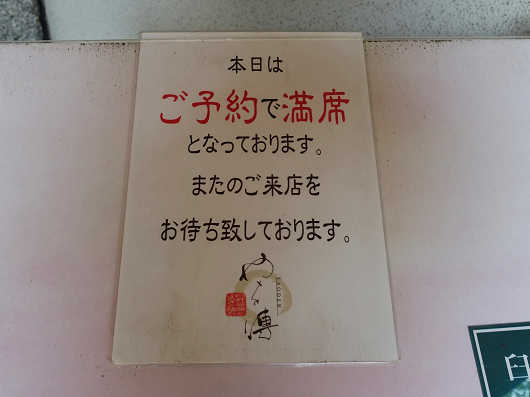 本日は
ご予約で満席
となっております。
またのご来店を
お待ち致しております。
臼